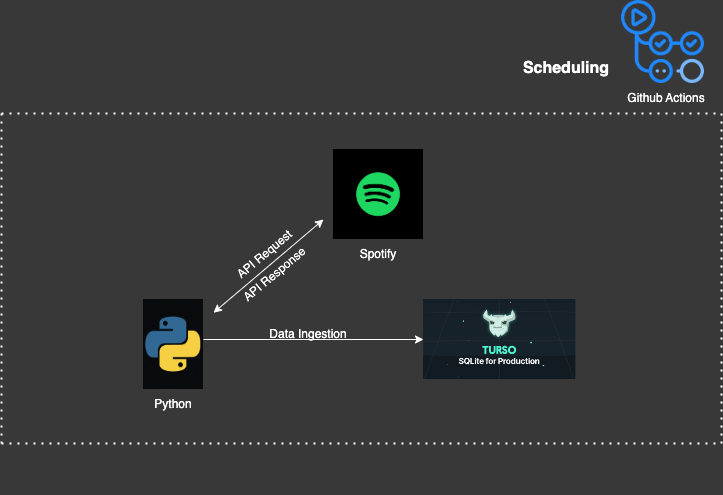 Scheduling
Github Actions
Spotify
API Request
API Response
Data Ingestion
TURSO
SQLite for Production
Python